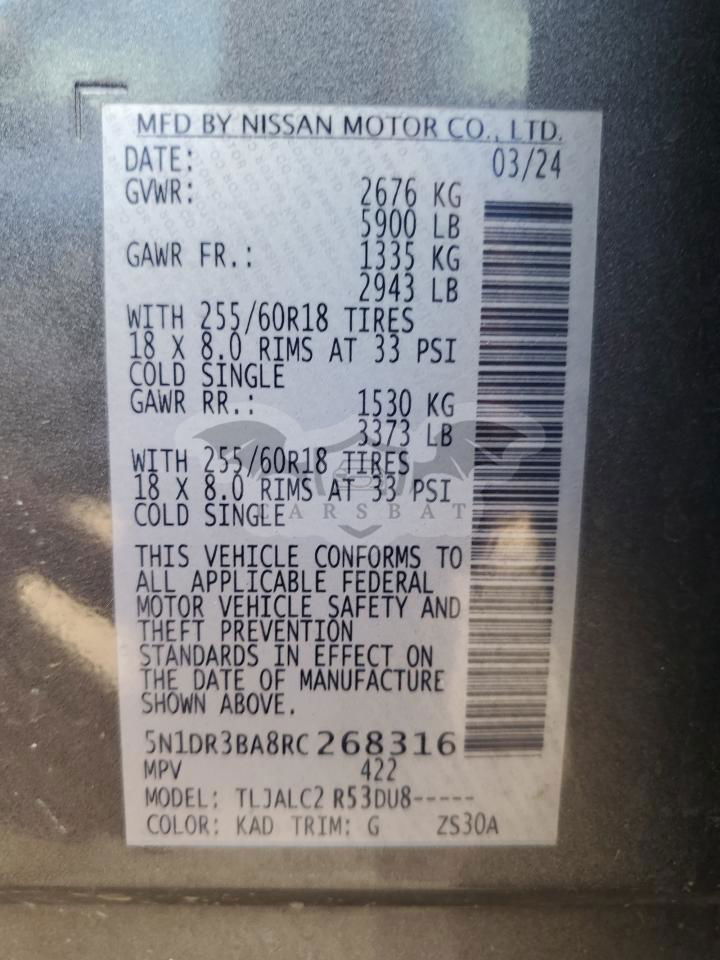 MFD BY NISSAN MOTOR CO., LTD.
DATE: 03/24
GVWR: 2676 KG
5900 LB
GAWR FR.: 1335 KG
2943 LB
WITH 255/60R18 TIRES
18 X 8.0 RIMS AT 33 PSI
COLD SINGLE
GAWR RR.: 1530 KG
3373 LB
WITH 255/60R18 TIRES
18 X 8.0 RIMS AT 33 PSI
COLD SINGLE
CARSBAT
THIS VEHICLE CONFORMS TO
ALL APPLICABLE FEDERAL
MOTOR VEHICLE SAFETY AND
THEFT PREVENTION
STANDARDS IN EFFECT ON
THE DATE OF MANUFACTURE
SHOWN ABOVE.
5N1DR3BA8RC268316
MPV 422
MODEL: TLJALC2 R53DU8-----
COLOR: KAD TRIM: G ZS30A